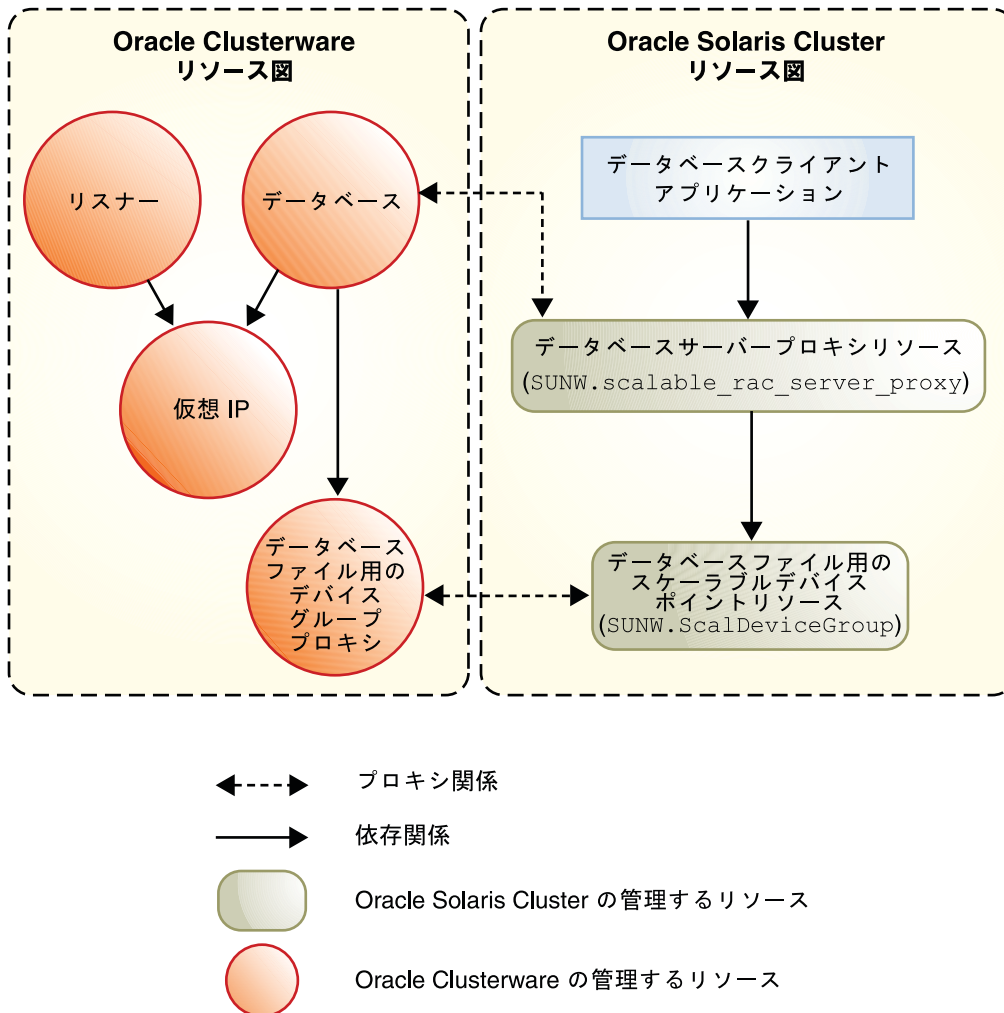 Oracle Clusterware
リソース図
リスナー
データベース
仮想 IP
データベース
ファイル用の
デバイス
グループ
プロキシ
Oracle Solaris Cluster
リソース図
データベースクライアント
アプリケーション
データベースサーバープロキシリソース
(SUNW.scalable_rac_server_proxy)
データベースファイル用の
スケーラブルデバイス
ポイントリソース
(SUNW.ScalDeviceGroup)
プロキシ関係
依存関係
Oracle Solaris Cluster の管理するリソース
Oracle Clusterware の管理するリソース